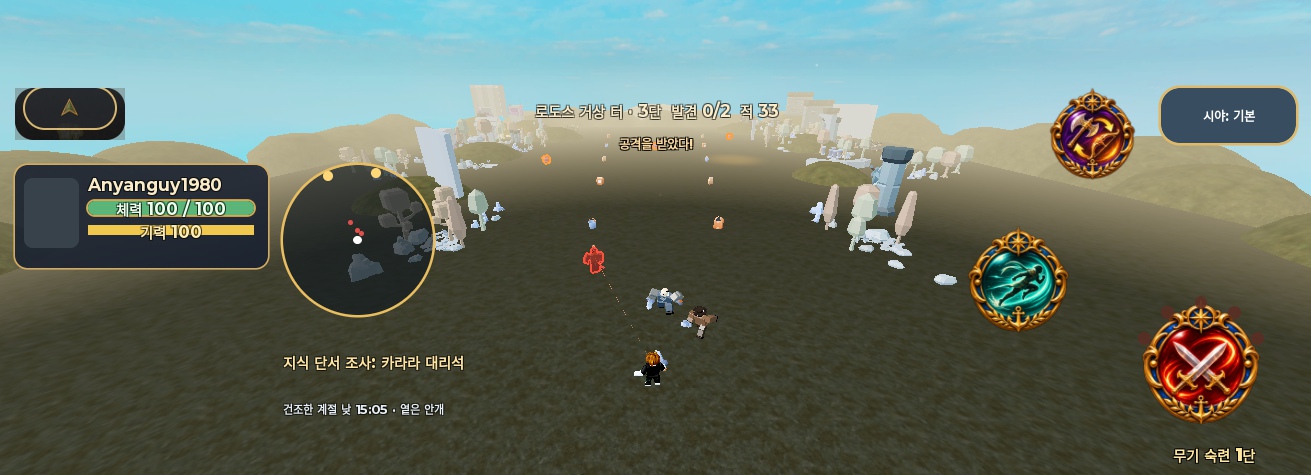 로도스 거상 터 · 3단 발견 0/2 적 33
공격을 받았다!
시야: 기본
Anyanguy1980
체력 100 / 100
기력 100
지식 단서 조사: 카라라 대리석
건조한 계절 낮 15:05 · 옅은 안개
무기 숙련 1단